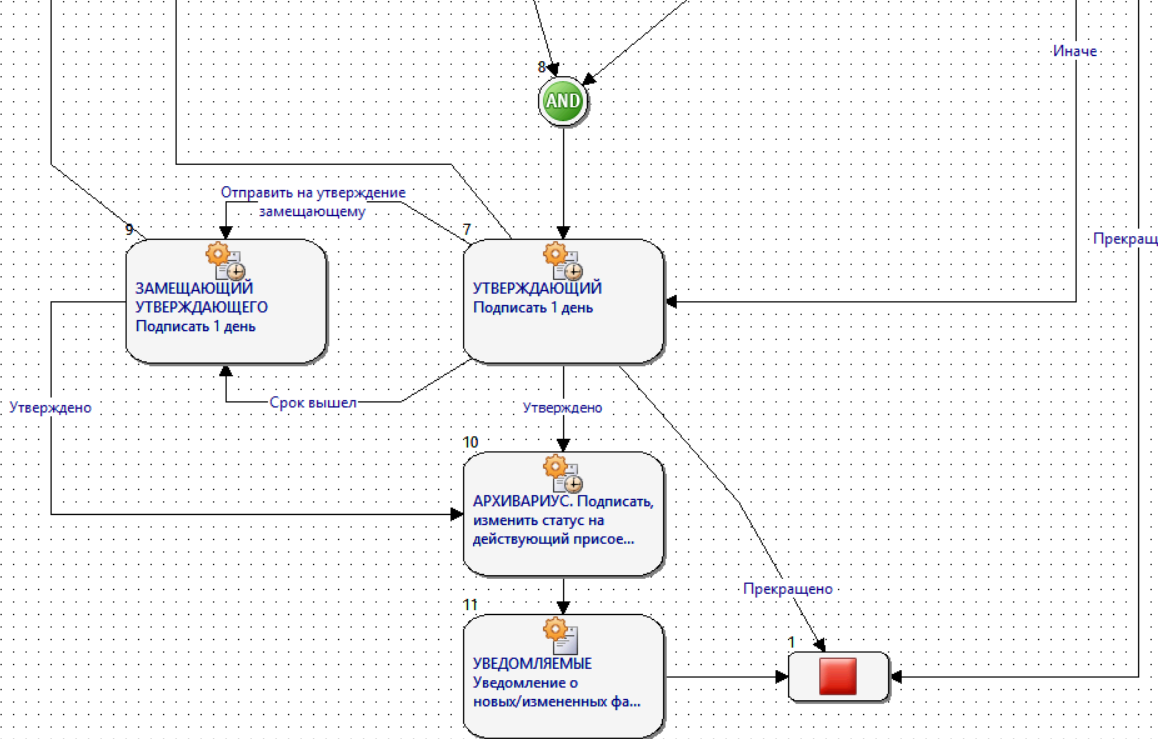 Иначе
8
AND
Прекращ
Отправить на утверждение
замещающему
9
ЗАМЕЩАЮЩИЙ
УТВЕРЖДАЮЩЕГО
Подписать 1 день
7
УТВЕРЖДАЮЩИЙ
Подписать 1 день
Утверждено
Срок вышел
Утверждено
10
АРХИВАРИУС. Подписать,
изменить статус на
действующий присое...
Прекращено
11
УВЕДОМЛЯЕМЫЕ
Уведомление о
новых/измененных фа...
1